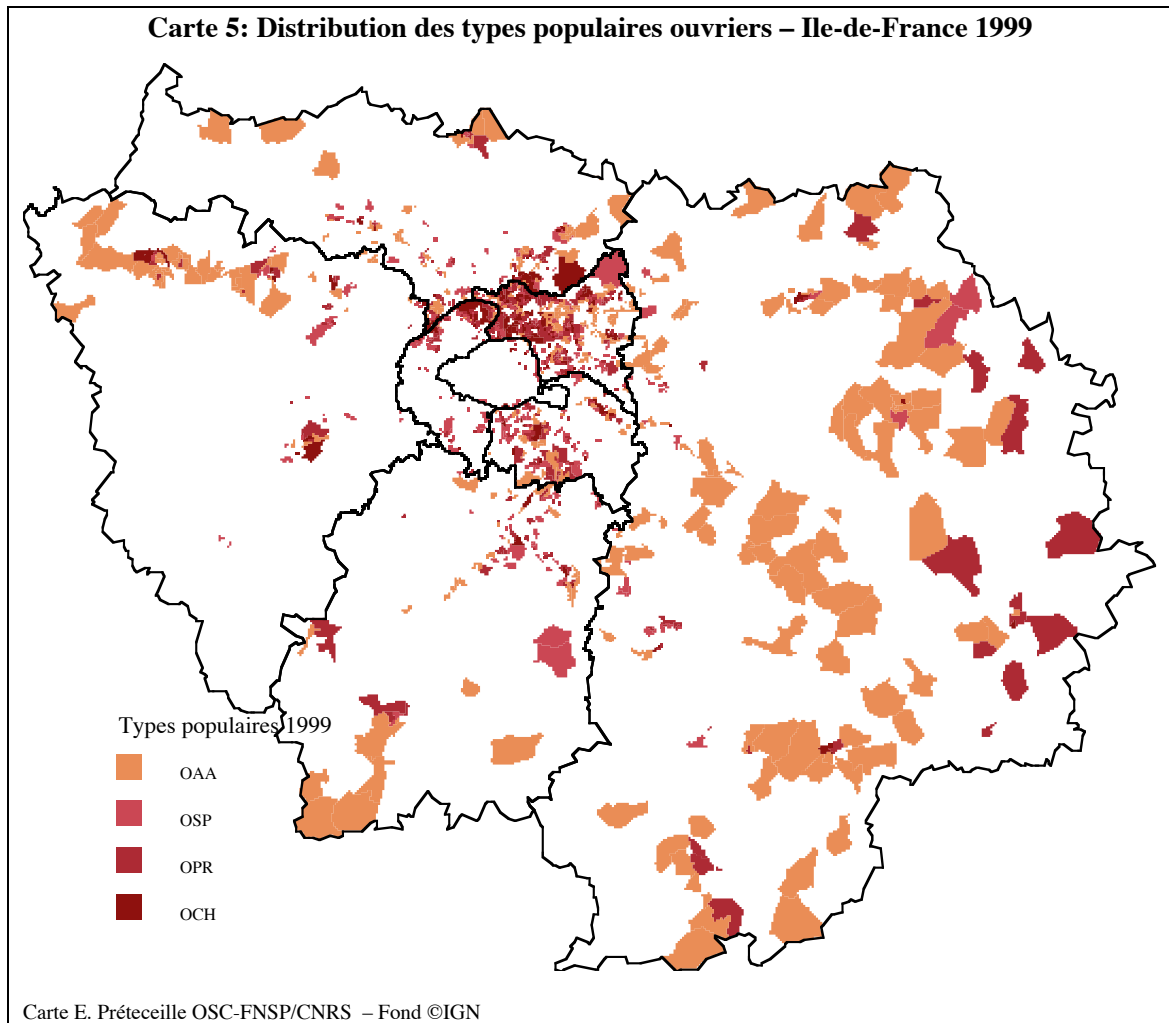 Carte 5: Distribution des types populaires ouvriers – Ile-de-France 1999
Types populaires 1999
OAA
OSP
OPR
OCH
Carte E. Préteceille OSC-FNSP/CNRS – Fond ©IGN